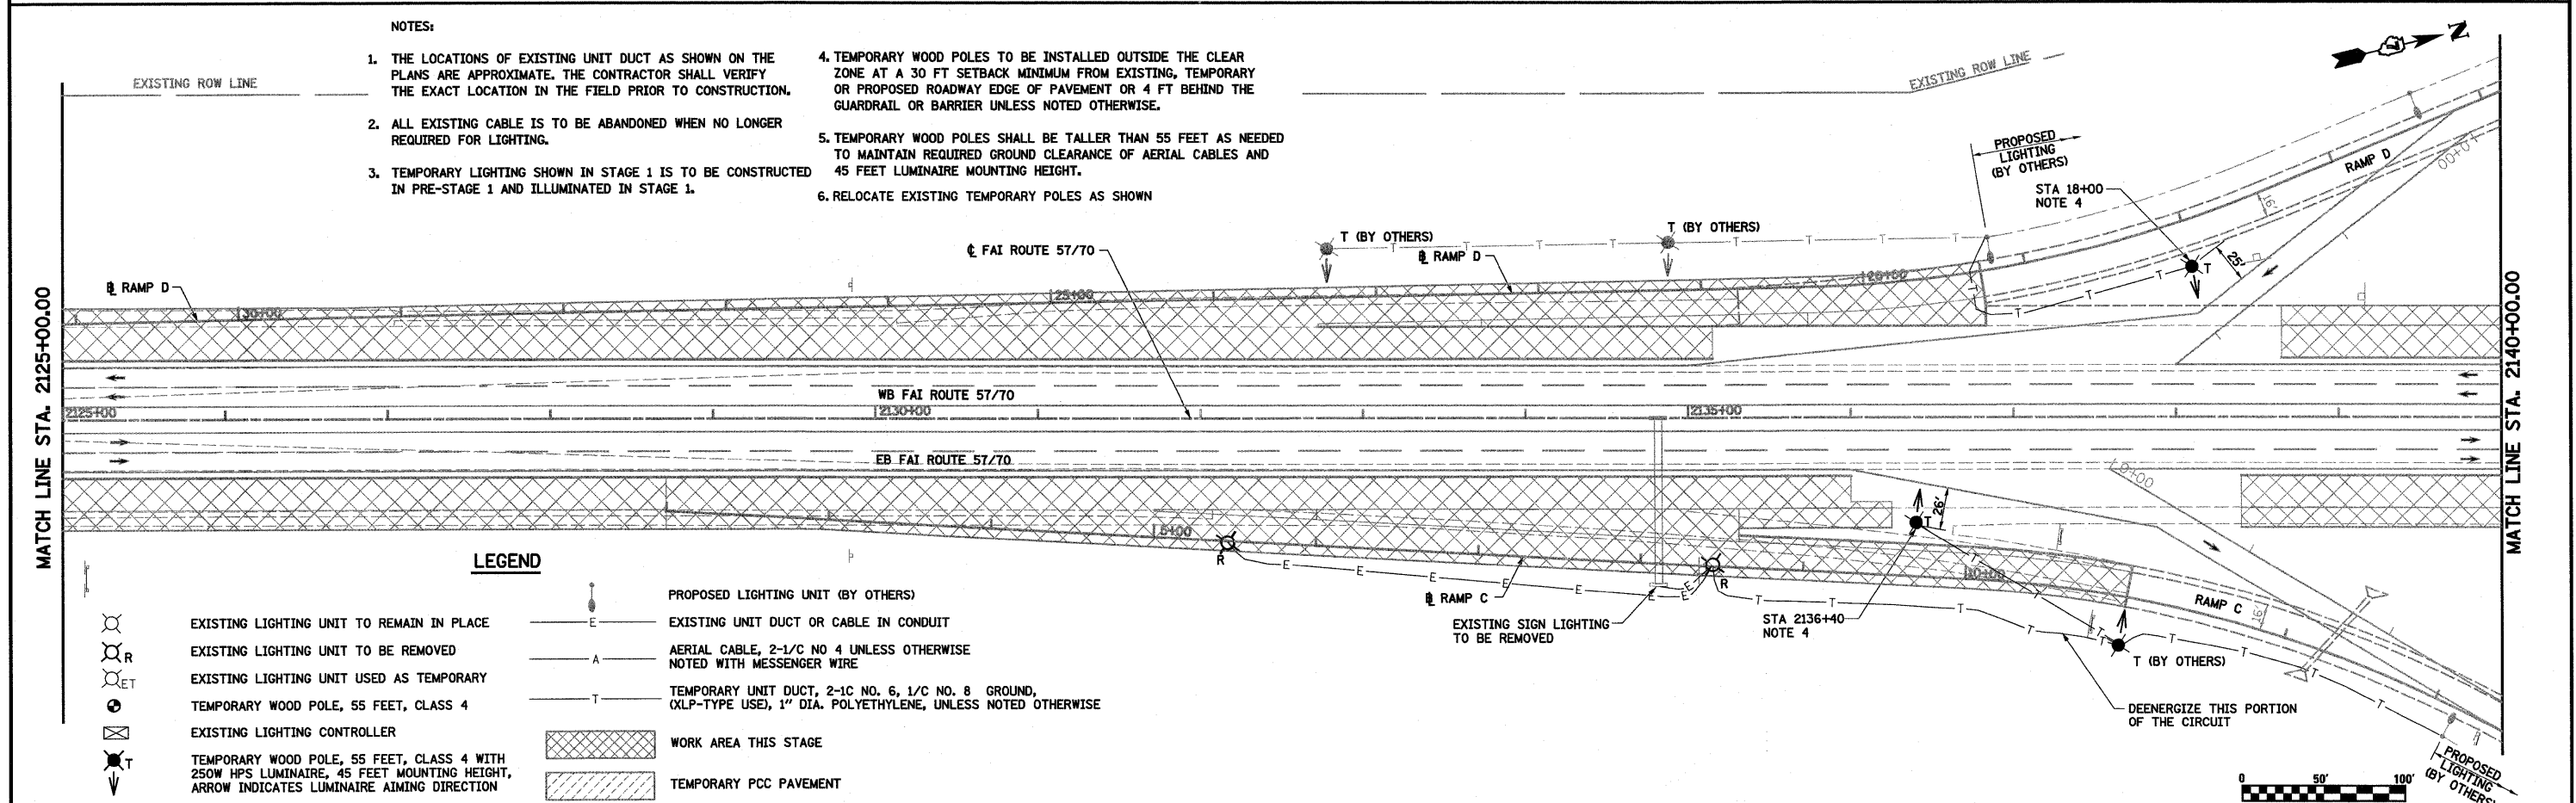 NOTES:
1. THE LOCATIONS OF EXISTING UNIT DUCT AS SHOWN ON THE
PLANS ARE APPROXIMATE. THE CONTRACTOR SHALL VERIFY
THE EXACT LOCATION IN THE FIELD PRIOR TO CONSTRUCTION.
2. ALL EXISTING CABLE IS TO BE ABANDONED WHEN NO LONGER
REQUIRED FOR LIGHTING.
3. TEMPORARY LIGHTING SHOWN IN STAGE 1 IS TO BE CONSTRUCTED
IN PRE-STAGE 1 AND ILLUMINATED IN STAGE 1.
4. TEMPORARY WOOD POLES TO BE INSTALLED OUTSIDE THE CLEAR
ZONE AT A 30 FT SETBACK MINIMUM FROM EXISTING, TEMPORARY
OR PROPOSED ROADWAY EDGE OF PAVEMENT OR 4 FT BEHIND THE
GUARDRAIL OR BARRIER UNLESS NOTED OTHERWISE.
5. TEMPORARY WOOD POLES SHALL BE TALLER THAN 55 FEET AS NEEDED
TO MAINTAIN REQUIRED GROUND CLEARANCE OF AERIAL CABLES AND
45 FEET LUMINAIRE MOUNTING HEIGHT.
6. RELOCATE EXISTING TEMPORARY POLES AS SHOWN
EXISTING ROW LINE
EXISTING ROW LINE
N
PROPOSED
LIGHTING
(BY OTHERS)
STA 18+00
NOTE 4
RAMP D
16'
25'
T
T (BY OTHERS)
T (BY OTHERS)
℄ FAI ROUTE 57/70
RAMP D
RAMP D
30+00
25+00
20+00
MATCH LINE STA. 2125+00.00
MATCH LINE STA. 2140+00.00
WB FAI ROUTE 57/70
2125+00
2130+00
2135+00
EB FAI ROUTE 57/70
26'
T
5+00
10+00
R
E E E E E E E
R
RAMP C
EXISTING SIGN LIGHTING
TO BE REMOVED
STA 2136+40
NOTE 4
RAMP C
16'
T (BY OTHERS)
DEENERGIZE THIS PORTION
OF THE CIRCUIT
PROPOSED
LIGHTING
(BY OTHERS)
LEGEND
EXISTING LIGHTING UNIT TO REMAIN IN PLACE
R EXISTING LIGHTING UNIT TO BE REMOVED
ET EXISTING LIGHTING UNIT USED AS TEMPORARY
TEMPORARY WOOD POLE, 55 FEET, CLASS 4
EXISTING LIGHTING CONTROLLER
T TEMPORARY WOOD POLE, 55 FEET, CLASS 4 WITH
250W HPS LUMINAIRE, 45 FEET MOUNTING HEIGHT,
ARROW INDICATES LUMINAIRE AIMING DIRECTION
PROPOSED LIGHTING UNIT (BY OTHERS)
E EXISTING UNIT DUCT OR CABLE IN CONDUIT
A AERIAL CABLE, 2-1/C NO 4 UNLESS OTHERWISE
NOTED WITH MESSENGER WIRE
T TEMPORARY UNIT DUCT, 2-1C NO. 6, 1/C NO. 8 GROUND,
(XLP-TYPE USE), 1" DIA. POLYETHYLENE, UNLESS NOTED OTHERWISE
WORK AREA THIS STAGE
TEMPORARY PCC PAVEMENT
0 50' 100'